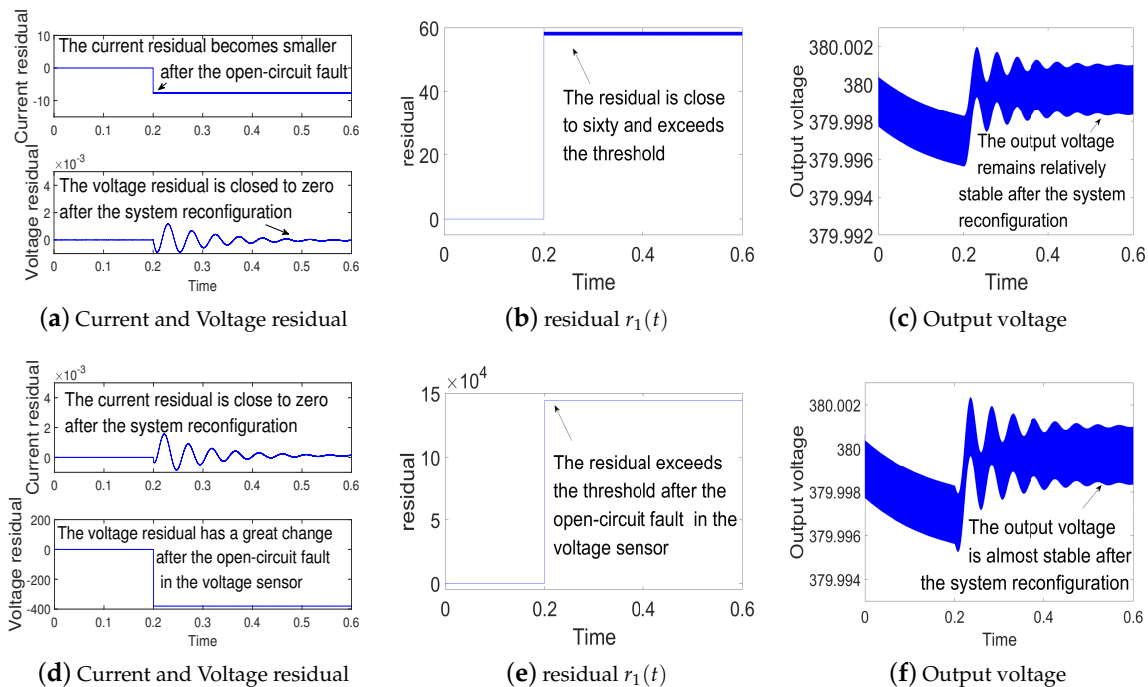 Current residual
10
0
-10
The current residual becomes smaller
after the open-circuit fault
0 0.1 0.2 0.3 0.4 0.5 0.6
Voltage residual
×10⁻³
4
2
0
The voltage residual is closed to zero
after the system reconfiguration
0 0.1 0.2 0.3 0.4 0.5 0.6
Time
(a) Current and Voltage residual
residual
60
40
20
0
The residual is close
to sixty and exceeds
the threshold
0 0.2 0.4 0.6
Time
(b) residual r₁(t)
Output voltage
380.002
380
379.998
379.996
379.994
379.992
The output voltage
remains relatively
stable after the system
reconfiguration
0 0.2 0.4 0.6
Time
(c) Output voltage
Current residual
×10⁻³
4
2
0
The current residual is close to zero
after the system reconfiguration
0 0.1 0.2 0.3 0.4 0.5 0.6
Voltage residual
200
0
-200
-400
The voltage residual has a great change
after the open-circuit fault
in the voltage sensor
0 0.1 0.2 0.3 0.4 0.5 0.6
Time
(d) Current and Voltage residual
residual
×10⁴
15
10
5
0
The residual exceeds
the threshold after the
open-circuit fault in the
voltage sensor
0 0.2 0.4 0.6
Time
(e) residual r₁(t)
Output voltage
380.002
380
379.998
379.996
379.994
The output voltage
is almost stable after
the system reconfiguration
0 0.2 0.4 0.6
Time
(f) Output voltage